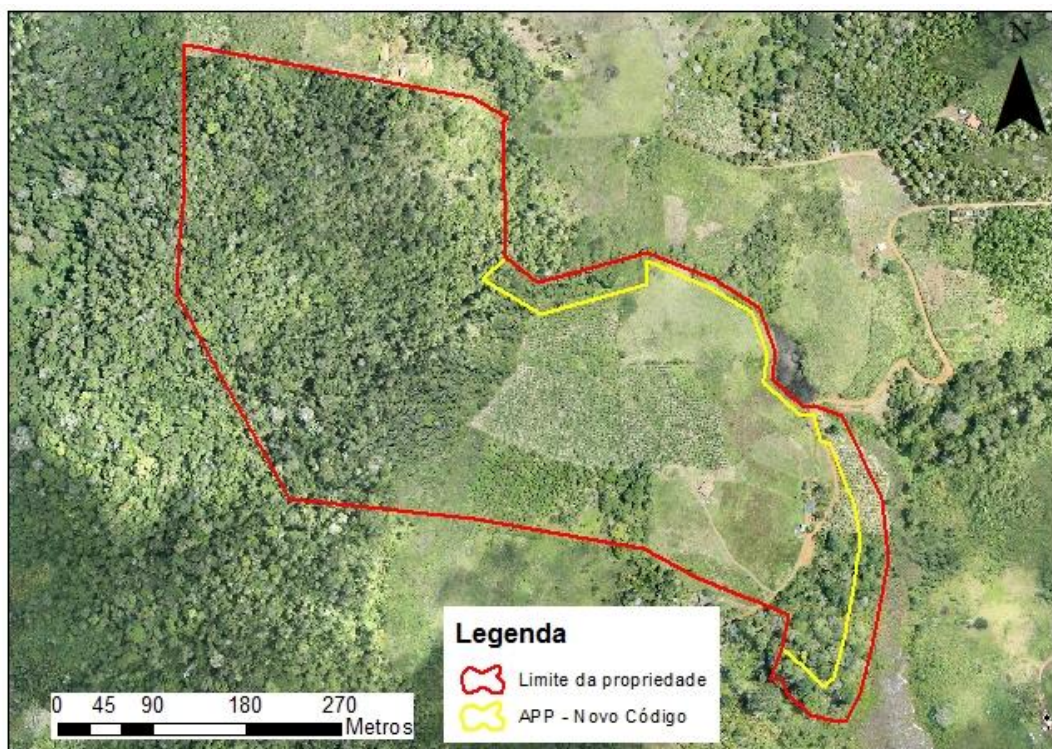 N
Legenda
Limite da propriedade
APP - Novo Código
0 45 90 180 270
Metros